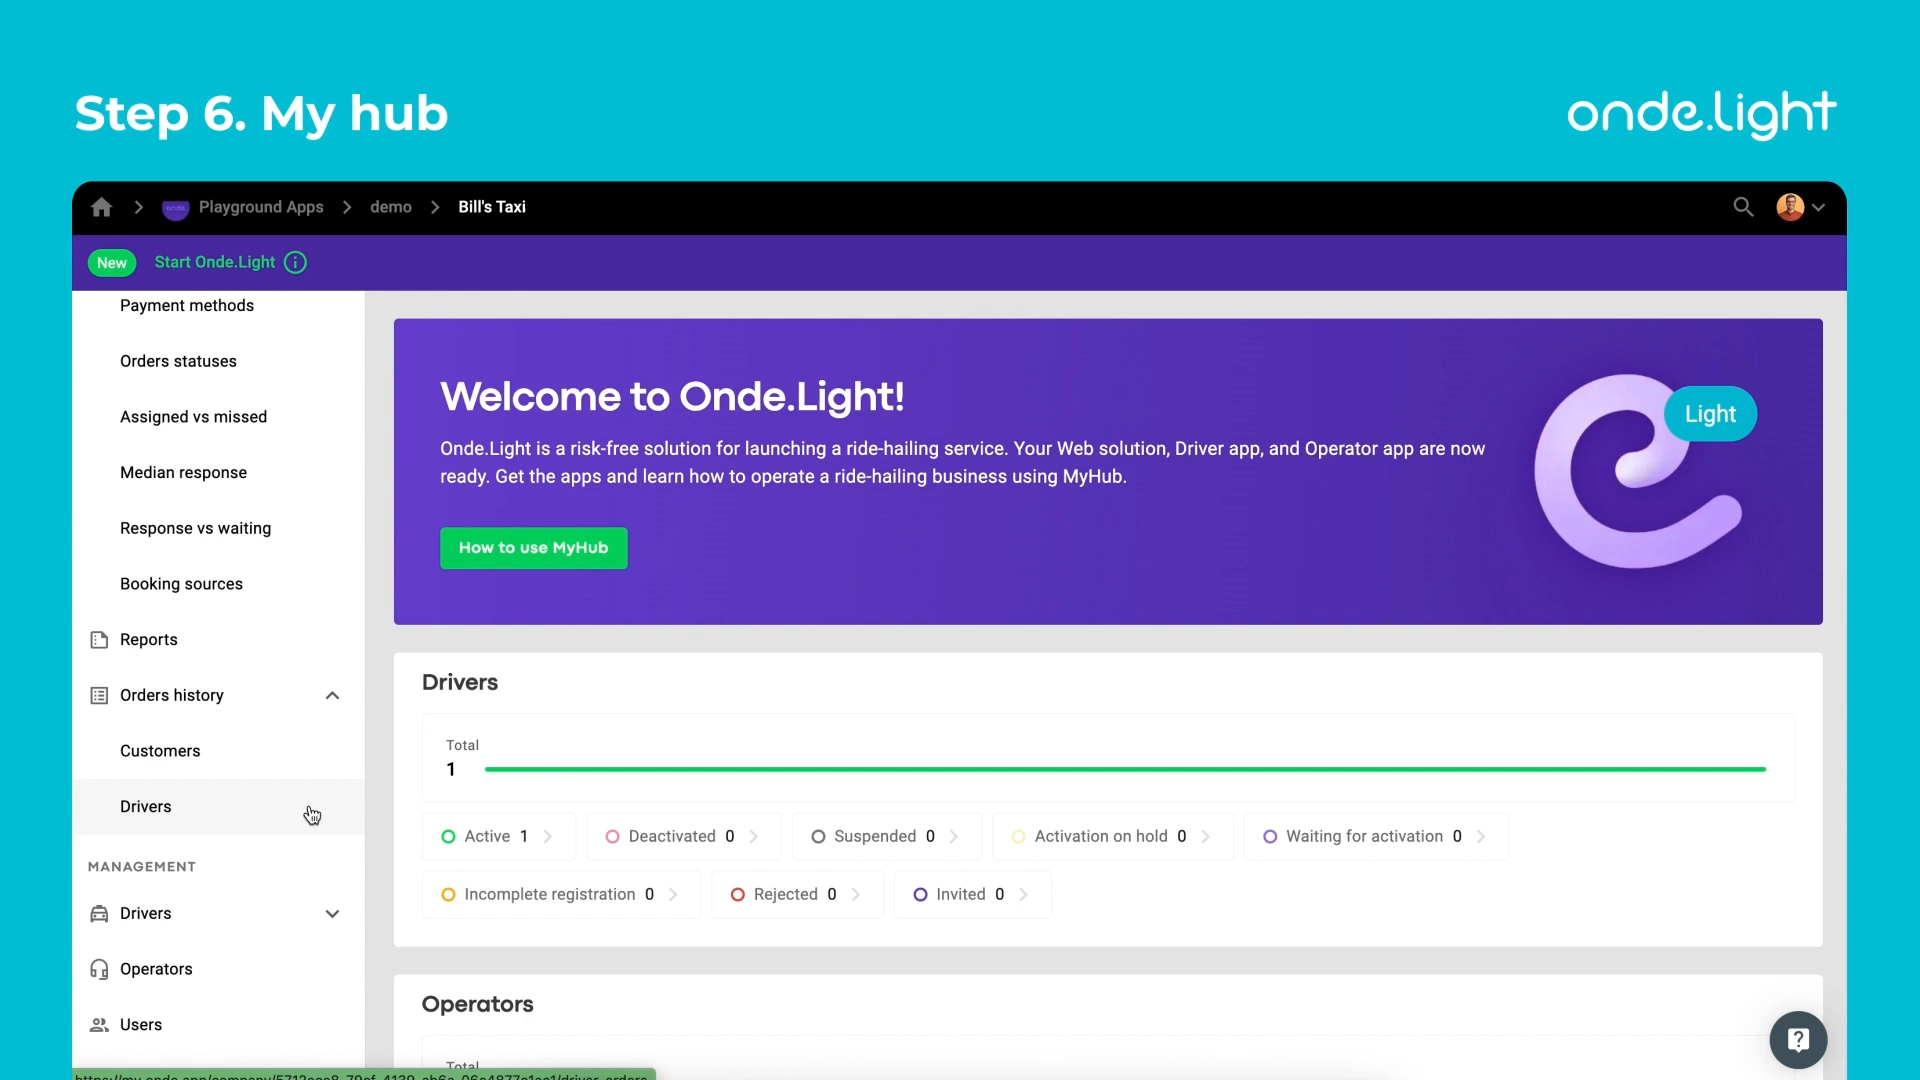 Step 6. My hub
onde.light
onde
Playground Apps
demo
Bill's Taxi
New
Start Onde.Light
Payment methods
Orders statuses
Assigned vs missed
Median response
Response vs waiting
Booking sources
Reports
Orders history
Customers
Drivers
MANAGEMENT
Drivers
Operators
Users
Welcome to Onde.Light!
Light
Onde.Light is a risk-free solution for launching a ride-hailing service. Your Web solution, Driver app, and Operator app are now
ready. Get the apps and learn how to operate a ride-hailing business using MyHub.
How to use MyHub
Drivers
Total
1
Active 1
Deactivated 0
Suspended 0
Activation on hold 0
Waiting for activation 0
Incomplete registration 0
Rejected 0
Invited 0
Operators
Total